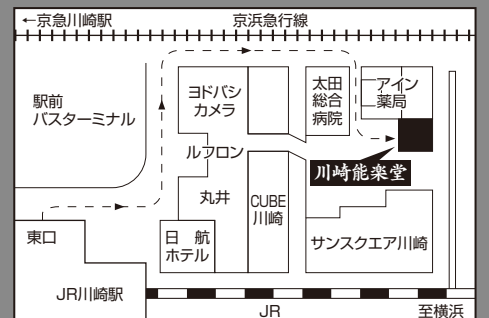 ←京急川崎駅
京浜急行線
駅前
バスターミナル
ヨドバシ
カメラ
太田
総合
病院
アイン
薬局
ルフロン
川崎能楽堂
丸井
CUBE
川崎
東口
日航
ホテル
サンスクエア川崎
JR川崎駅
JR
至横浜